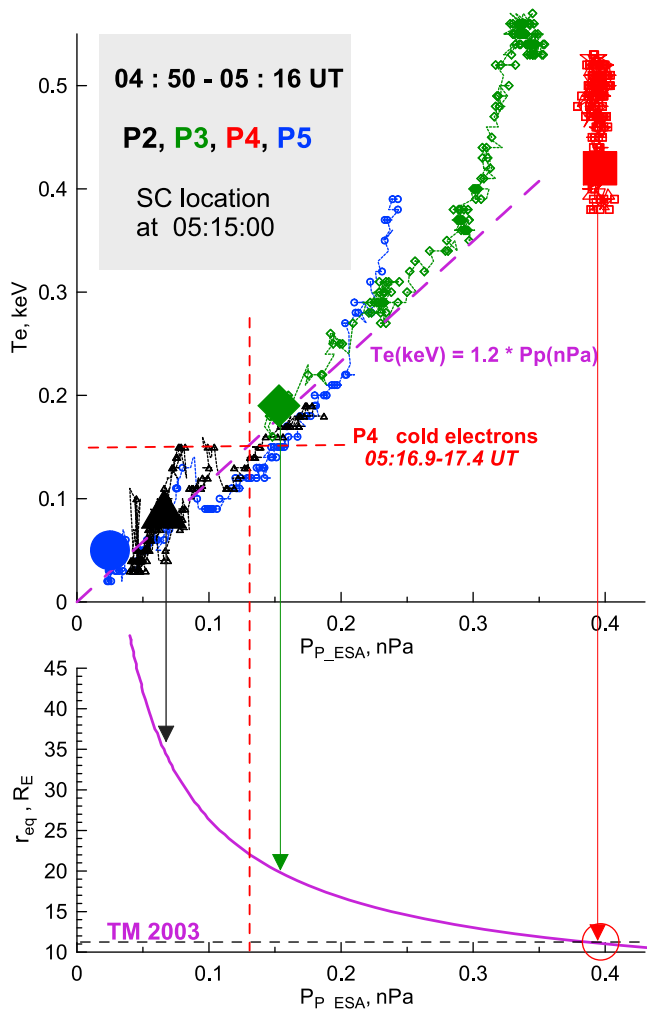 04 : 50 - 05 : 16 UT
P2, P3, P4, P5
SC location
at 05:15:00
Te, keV
0.5
0.4
0.3
0.2
0.1
0
Te(keV) = 1.2 * Pp(nPa)
P4 cold electrons
05:16.9-17.4 UT
0 0.1 0.2 0.3 0.4
P_P_ESA, nPa
r_eq , R_E
45
40
35
30
25
20
15
10
TM 2003
0 0.1 0.2 0.3 0.4
P_P_ESA, nPa